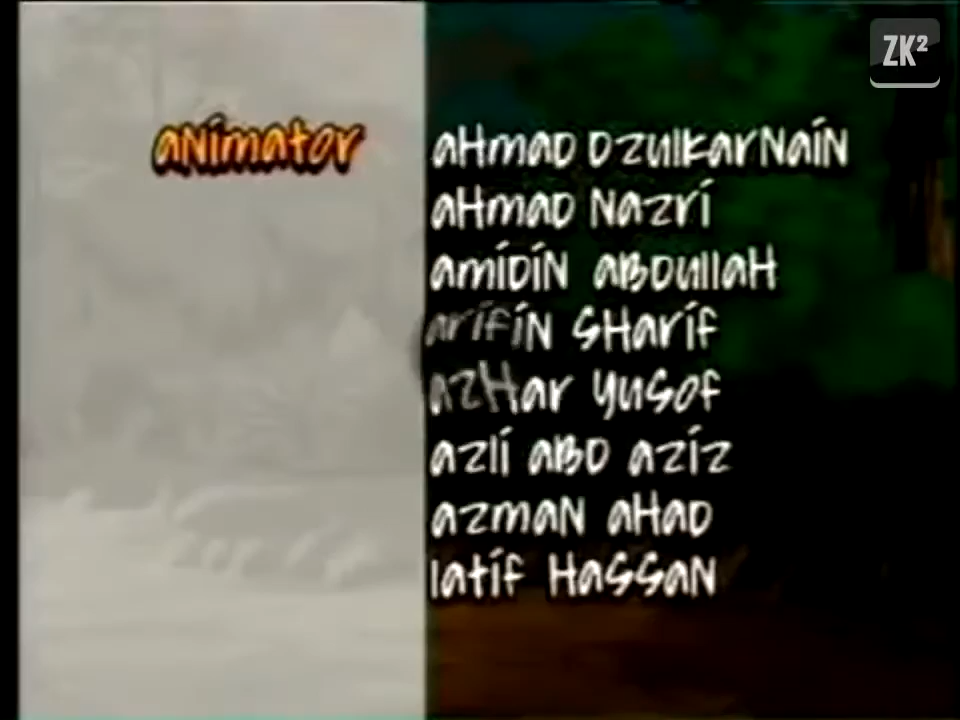 ZK²
animator
aHmaD DzulkarNaiN
aHmaD Nazri
amiDiN aBDullaH
arifiN SHarif
azHar yuSof
azli aBD aziz
azmaN aHaD
latif HaSSaN